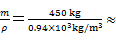 m/ρ = 450 kg / 0.94×10³kg/m³ ≈